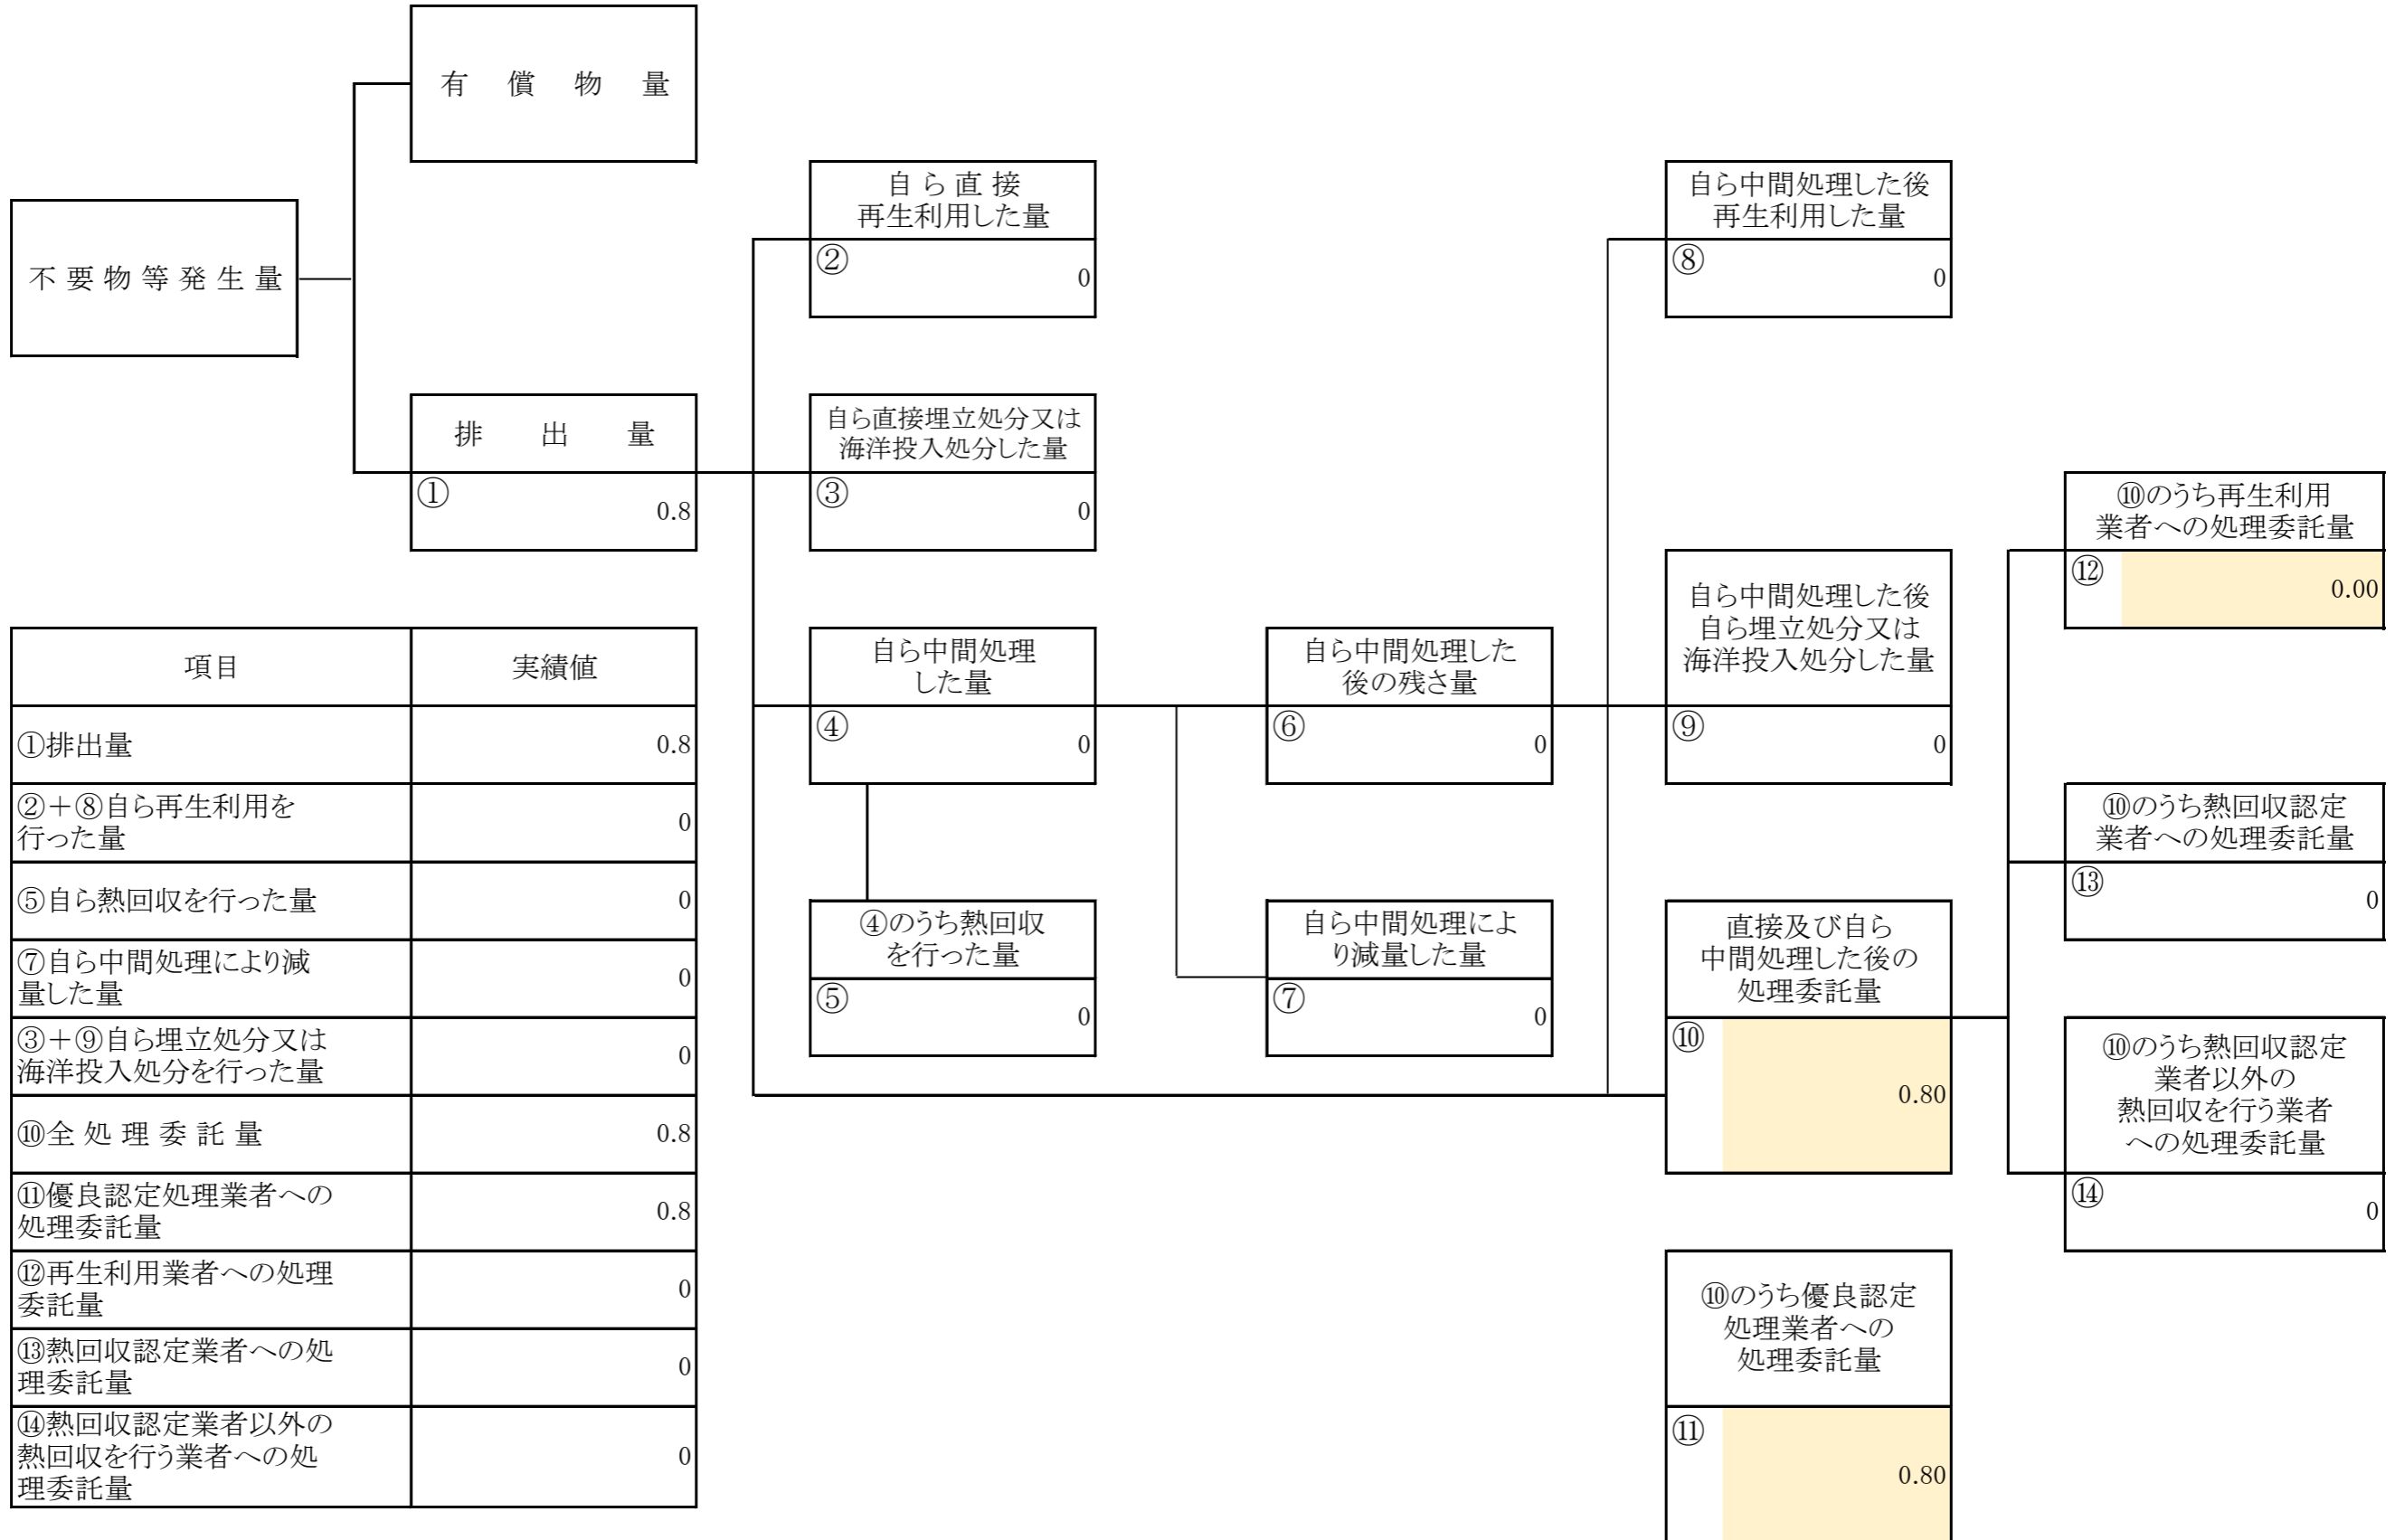 有償物量
自ら直接
再生利用した量
②
0
自ら中間処理した後
再生利用した量
⑧
0
不要物等発生量
排出量
①
0.8
自ら直接埋立処分又は
海洋投入処分した量
③
0
⑩のうち再生利用
業者への処理委託量
⑫
0.00
自ら中間処理
した量
④
0
自ら中間処理した
後の残さ量
⑥
0
自ら中間処理した後
自ら埋立処分又は
海洋投入処分した量
⑨
0
⑩のうち熱回収認定
業者への処理委託量
⑬
0
④のうち熱回収
を行った量
⑤
0
自ら中間処理によ
り減量した量
⑦
0
直接及び自ら
中間処理した後の
処理委託量
⑩
0.80
⑩のうち熱回収認定
業者以外の
熱回収を行う業者
への処理委託量
⑭
0
⑩のうち優良認定
処理業者への
処理委託量
⑪
0.80
項目 実績値
①排出量 0.8
②＋⑧自ら再生利用を
行った量 0
⑤自ら熱回収を行った量 0
⑦自ら中間処理により減
量した量 0
③＋⑨自ら埋立処分又は
海洋投入処分を行った量 0
⑩全処理委託量 0.8
⑪優良認定処理業者への
処理委託量 0.8
⑫再生利用業者への処理
委託量 0
⑬熱回収認定業者への処
理委託量 0
⑭熱回収認定業者以外の
熱回収を行う業者への処
理委託量 0